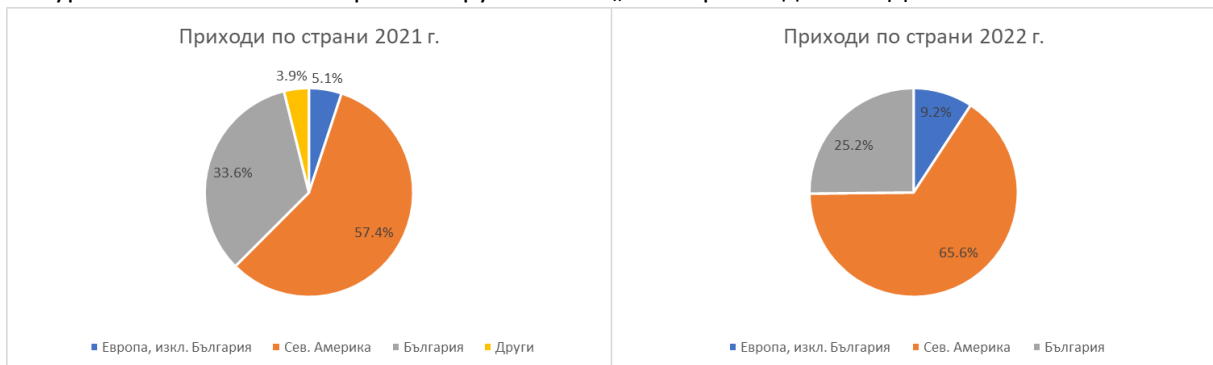 Приходи по страни 2021 г.
3.9%
5.1%
33.6%
57.4%
Европа, изкл. България Сев. Америка България Други
Приходи по страни 2022 г.
9.2%
25.2%
65.6%
Европа, изкл. България Сев. Америка България